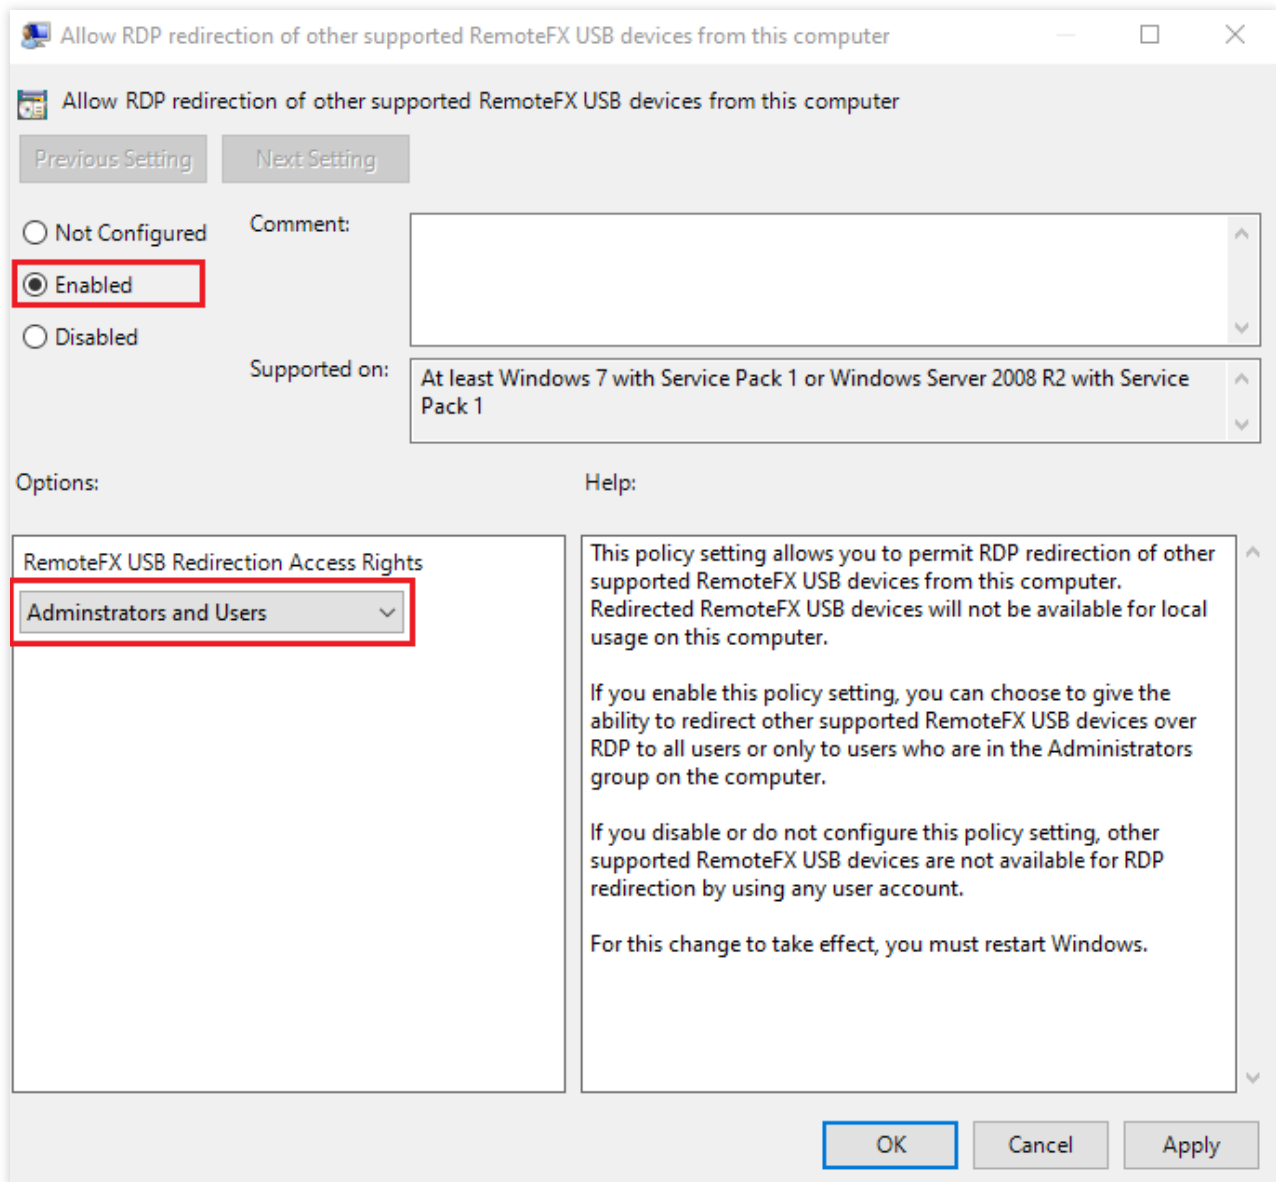 Allow RDP redirection of other supported RemoteFX USB devices from this computer
Allow RDP redirection of other supported RemoteFX USB devices from this computer
Previous Setting
Next Setting
Not Configured
Enabled
Disabled
Comment:
Supported on:
At least Windows 7 with Service Pack 1 or Windows Server 2008 R2 with Service
Pack 1
Options:
Help:
RemoteFX USB Redirection Access Rights
Adminstrators and Users
This policy setting allows you to permit RDP redirection of other
supported RemoteFX USB devices from this computer.
Redirected RemoteFX USB devices will not be available for local
usage on this computer.
If you enable this policy setting, you can choose to give the
ability to redirect other supported RemoteFX USB devices over
RDP to all users or only to users who are in the Administrators
group on the computer.
If you disable or do not configure this policy setting, other
supported RemoteFX USB devices are not available for RDP
redirection by using any user account.
For this change to take effect, you must restart Windows.
OK
Cancel
Apply